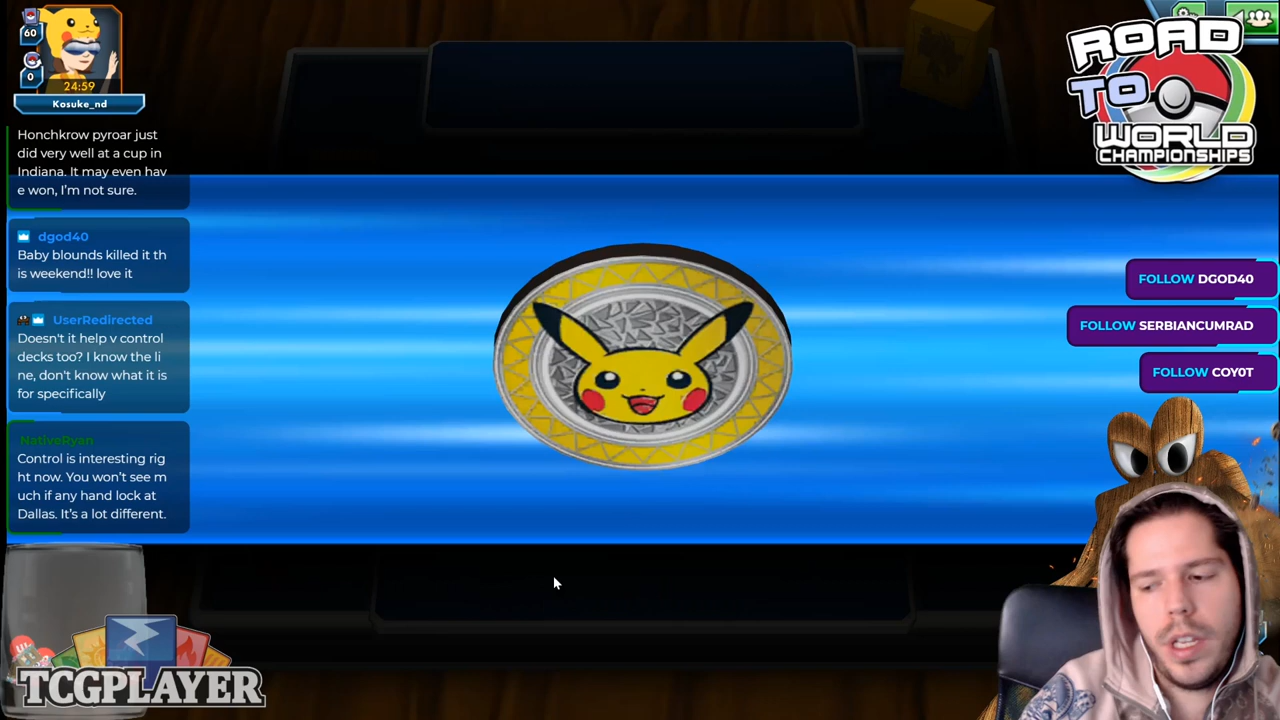 60
0
24:59
Kosuke_nd
Honchkrow pyroar just
did very well at a cup in
Indiana. It may even hav
e won, I'm not sure.
dgod40
Baby blounds killed it th
is weekend!! love it
UserRedirected
Doesn't it help v control
decks too? I know the li
ne, don't know what it is
for specifically
NativeRyan
Control is interesting rig
ht now. You won't see m
uch if any hand lock at
Dallas. It's a lot different.
TCGPLAYER
ROAD
TO
WORLD
CHAMPIONSHIPS
FOLLOW DGOD40
FOLLOW SERBIANCUMRAD
FOLLOW COY0T